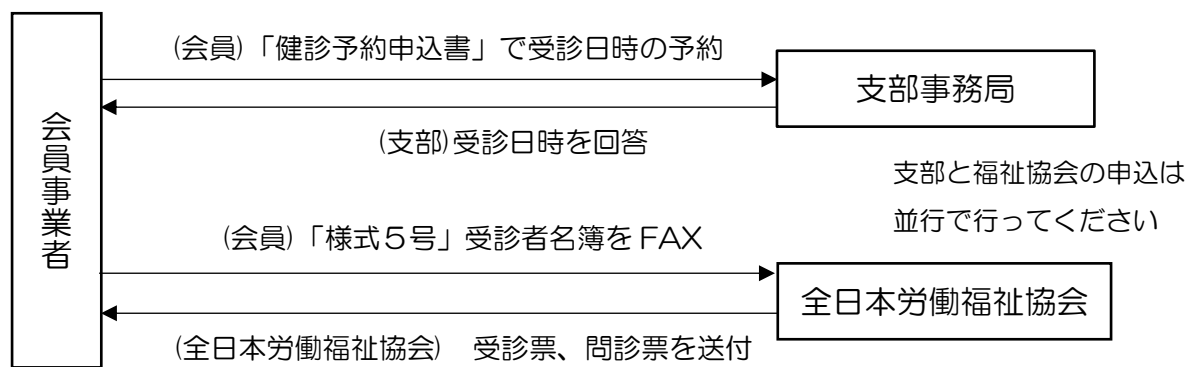 (会員)「健診予約申込書」で受診日時の予約
支部事務局
(支部)受診日時を回答
会員事業者
支部と福祉協会の申込は
並行で行ってください
(会員)「様式５号」受診者名簿をFAX
全日本労働福祉協会
(全日本労働福祉協会)　受診票、問診票を送付